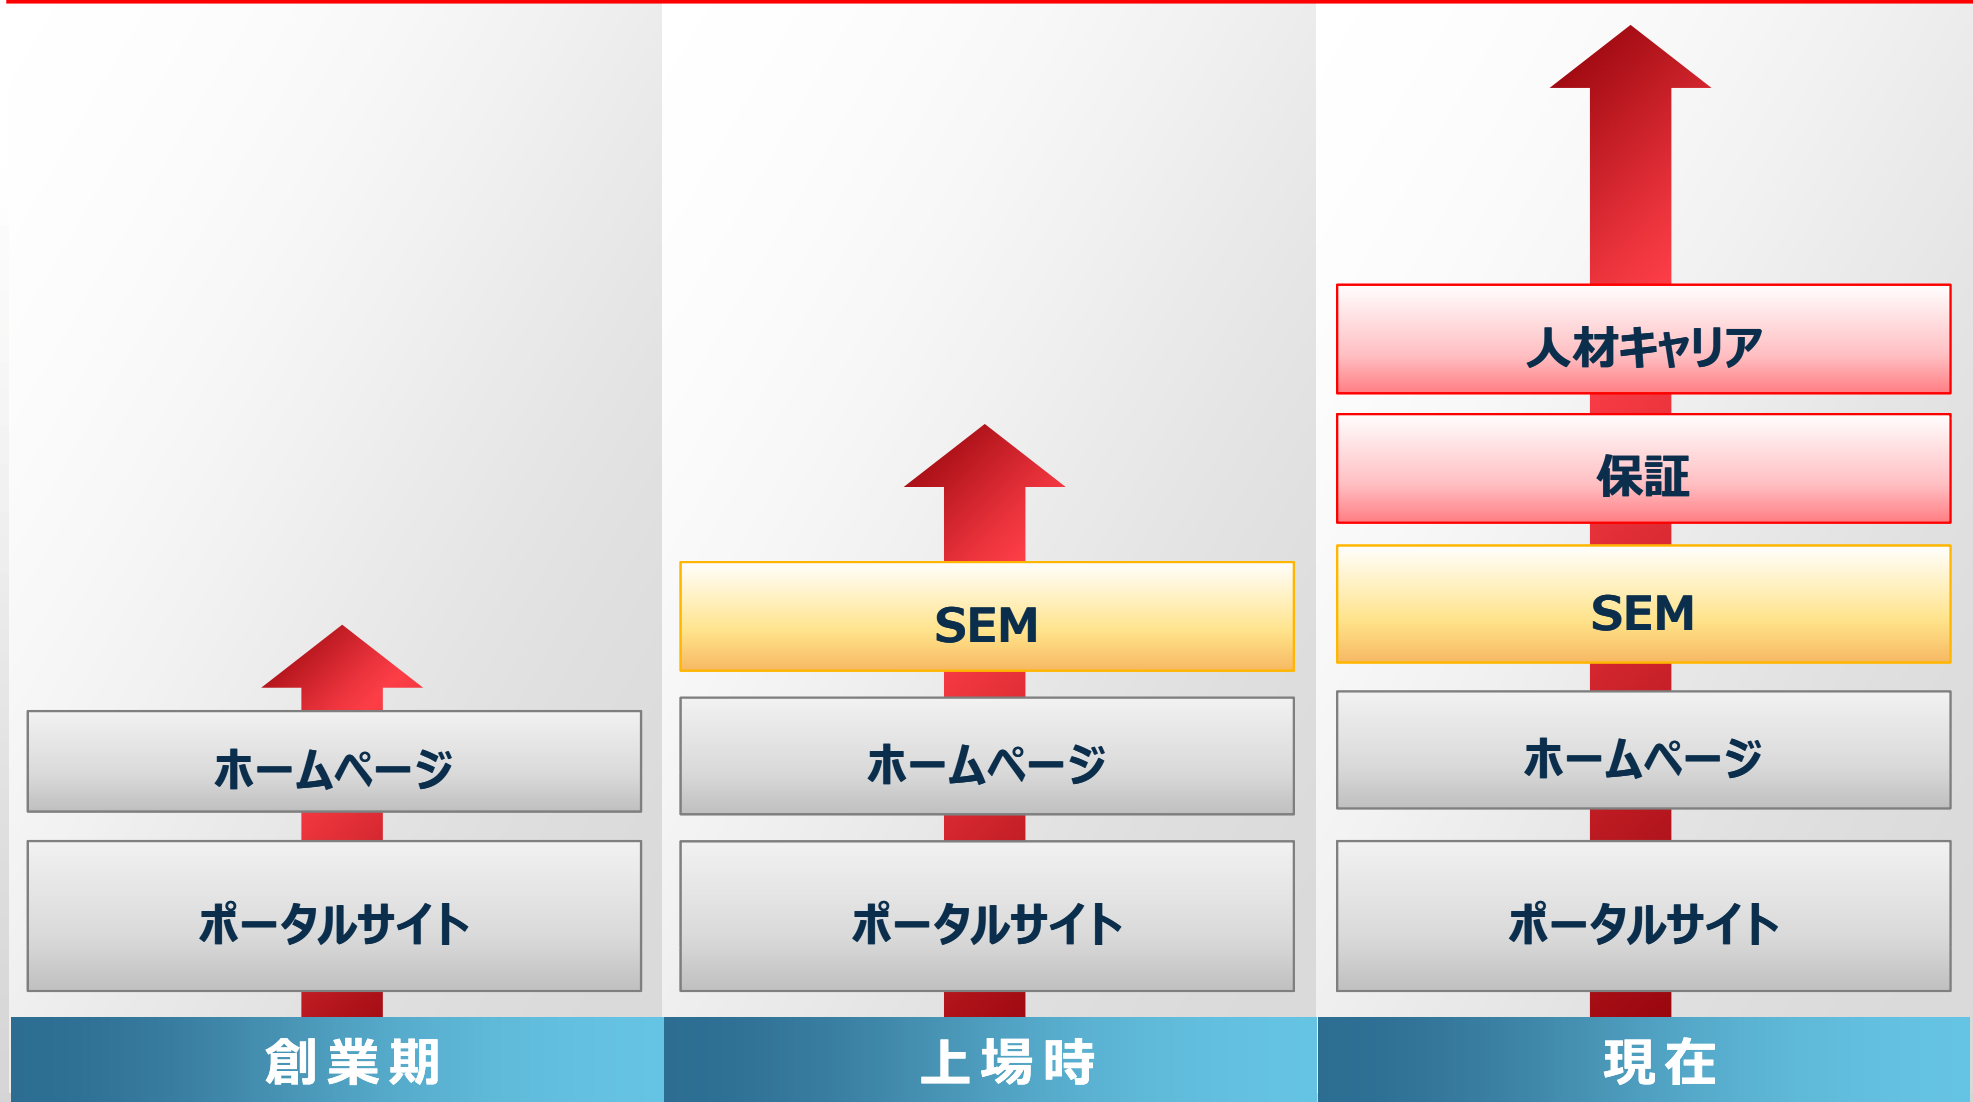 ホームページ
ポータルサイト
創業期
SEM
ホームページ
ポータルサイト
上場時
人材キャリア
保証
SEM
ホームページ
ポータルサイト
現在